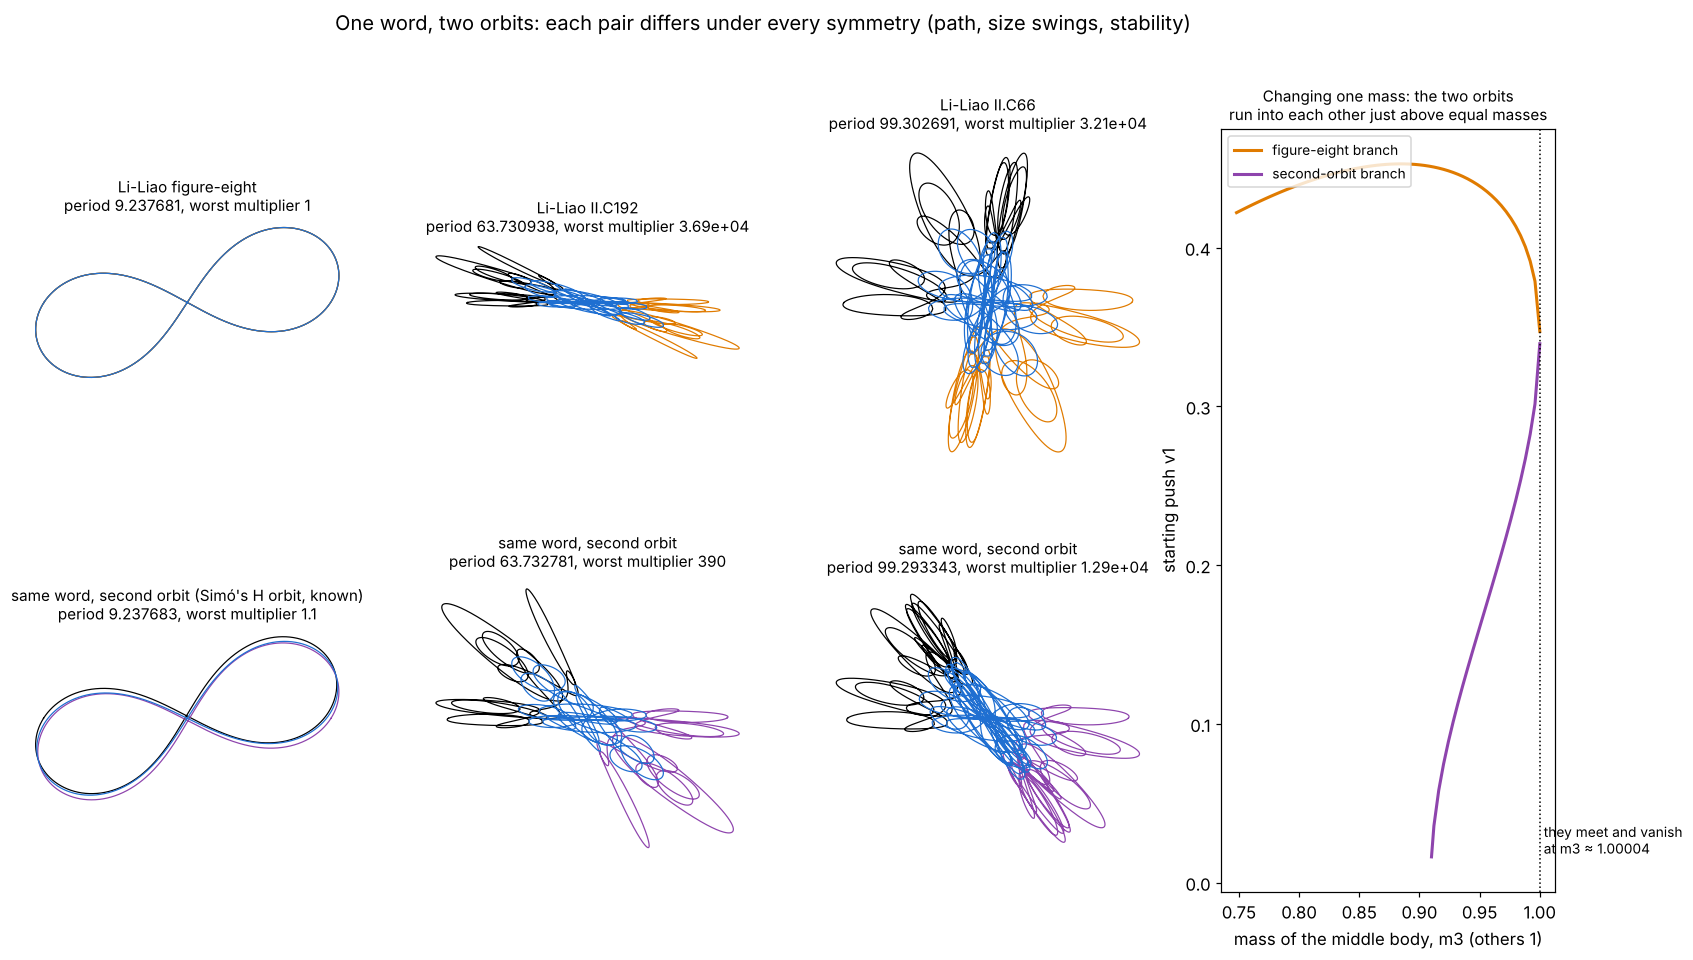 One word, two orbits: each pair differs under every symmetry (path, size swings, stability)
Li-Liao figure-eight
period 9.237681, worst multiplier 1
Li-Liao II.C192
period 63.730938, worst multiplier 3.69e+04
Li-Liao II.C66
period 99.302691, worst multiplier 3.21e+04
same word, second orbit (Simó's H orbit, known)
period 9.237683, worst multiplier 1.1
same word, second orbit
period 63.732781, worst multiplier 390
same word, second orbit
period 99.293343, worst multiplier 1.29e+04
Changing one mass: the two orbits
run into each other just above equal masses
figure-eight branch
second-orbit branch
starting push v1
0.4
0.3
0.2
0.1
0.0
they meet and vanish
at m3 ≈ 1.00004
0.75 0.80 0.85 0.90 0.95 1.00
mass of the middle body, m3 (others 1)